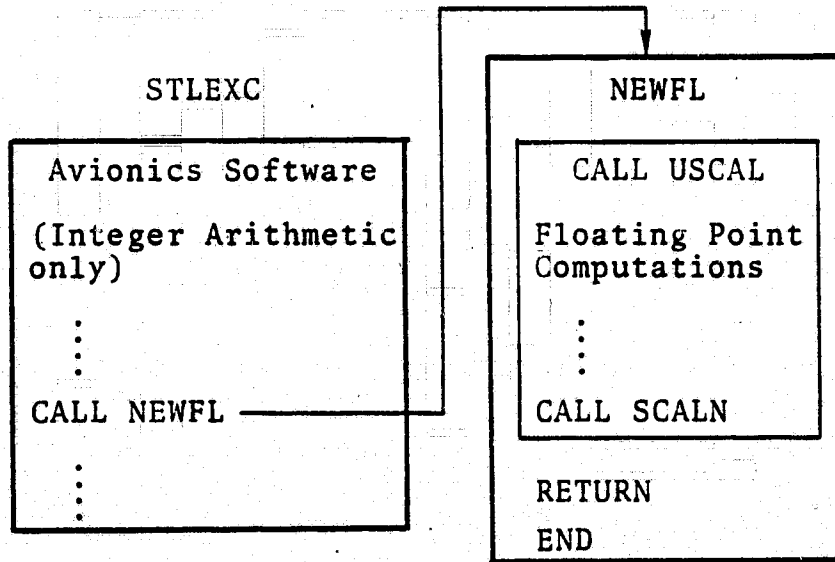 STLEXC
Avionics Software
(Integer Arithmetic
only)
CALL NEWFL
NEWFL
CALL USCAL
Floating Point
Computations
CALL SCALN
RETURN
END